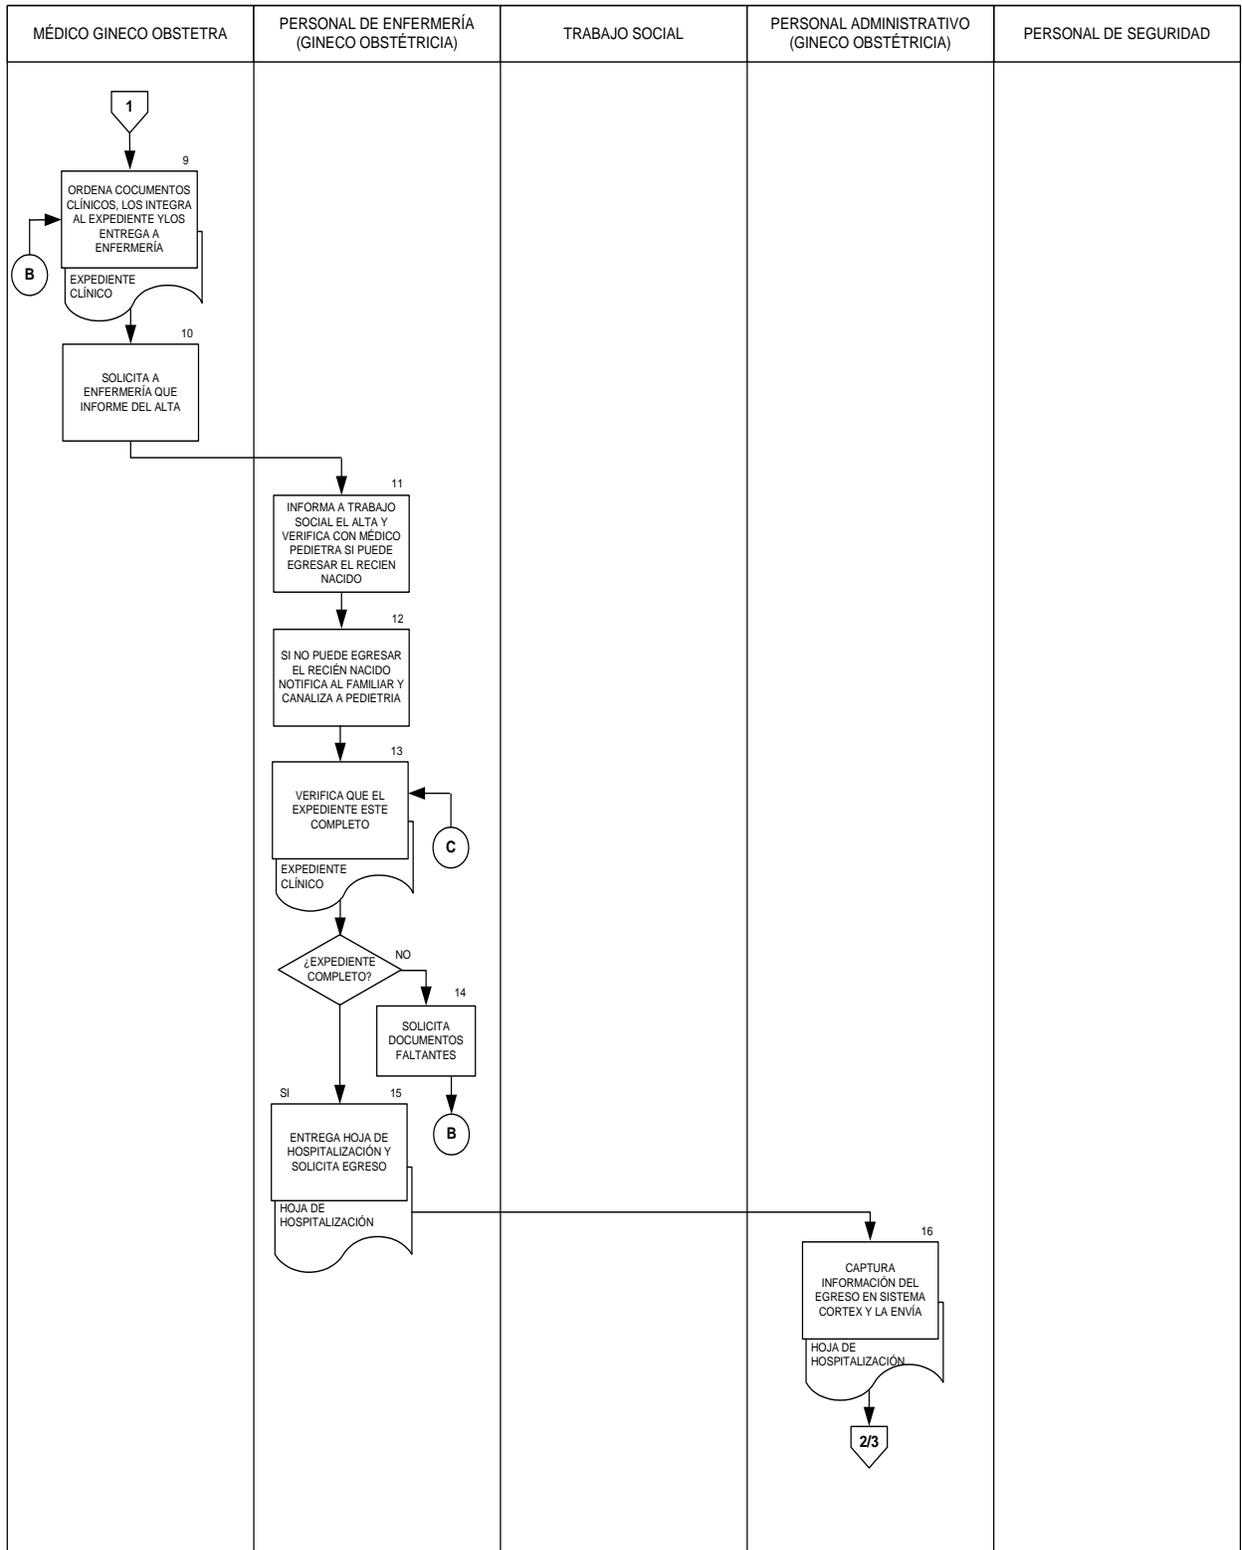 MÉDICO GINECO OBSTETRA
PERSONAL DE ENFERMERÍA
(GINECO OBSTÉTRICIA)
TRABAJO SOCIAL
PERSONAL ADMINISTRATIVO
(GINECO OBSTÉTRICIA)
PERSONAL DE SEGURIDAD
1
9
ORDENA COCUMENTOS
CLÍNICOS, LOS INTEGRA
AL EXPEDIENTE YLOS
ENTREGA A
ENFERMERÍA
B
EXPEDIENTE
CLÍNICO
10
SOLICITA A
ENFERMERÍA QUE
INFORME DEL ALTA
11
INFORMA A TRABAJO
SOCIAL EL ALTA Y
VERIFICA CON MÉDICO
PEDIETRA SI PUEDE
EGRESAR EL RECIEN
NACIDO
12
SI NO PUEDE EGRESAR
EL RECIÉN NACIDO
NOTIFICA AL FAMILIAR Y
CANALIZA A PEDIETRIA
13
VERIFICA QUE EL
EXPEDIENTE ESTE
COMPLETO
C
EXPEDIENTE
CLÍNICO
¿EXPEDIENTE
COMPLETO?
NO
14
SOLICITA
DOCUMENTOS
FALTANTES
B
SI
15
ENTREGA HOJA DE
HOSPITALIZACIÓN Y
SOLICITA EGRESO
HOJA DE
HOSPITALIZACIÓN
16
CAPTURA
INFORMACIÓN DEL
EGRESO EN SISTEMA
CORTEX Y LA ENVÍA
HOJA DE
HOSPITALIZACIÓN
2/3